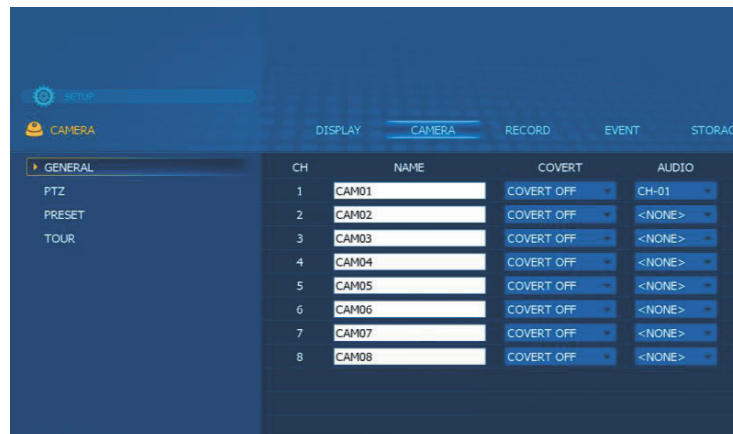 SETUP
CAMERA
DISPLAY CAMERA RECORD EVENT STORAG
GENERAL
PTZ
PRESET
TOUR
CH NAME COVERT AUDIO
1 CAM01 COVERT OFF CH-01
2 CAM02 COVERT OFF <NONE>
3 CAM03 COVERT OFF <NONE>
4 CAM04 COVERT OFF <NONE>
5 CAM05 COVERT OFF <NONE>
6 CAM06 COVERT OFF <NONE>
7 CAM07 COVERT OFF <NONE>
8 CAM08 COVERT OFF <NONE>